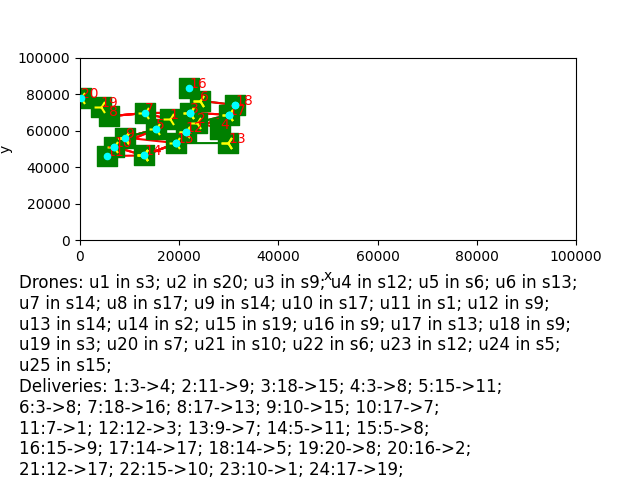 100000
80000
60000
40000
20000
0
y
0 20000 40000 60000 80000 100000
x
Drones: u1 in s3; u2 in s20; u3 in s9; u4 in s12; u5 in s6; u6 in s13;
u7 in s14; u8 in s17; u9 in s14; u10 in s17; u11 in s1; u12 in s9;
u13 in s14; u14 in s2; u15 in s19; u16 in s9; u17 in s13; u18 in s9;
u19 in s3; u20 in s7; u21 in s10; u22 in s6; u23 in s12; u24 in s5;
u25 in s15;
Deliveries: 1:3->4; 2:11->9; 3:18->15; 4:3->8; 5:15->11;
6:3->8; 7:18->16; 8:17->13; 9:10->15; 10:17->7;
11:7->1; 12:12->3; 13:9->7; 14:5->11; 15:5->8;
16:15->9; 17:14->17; 18:14->5; 19:20->8; 20:16->2;
21:12->17; 22:15->10; 23:10->1; 24:17->19;